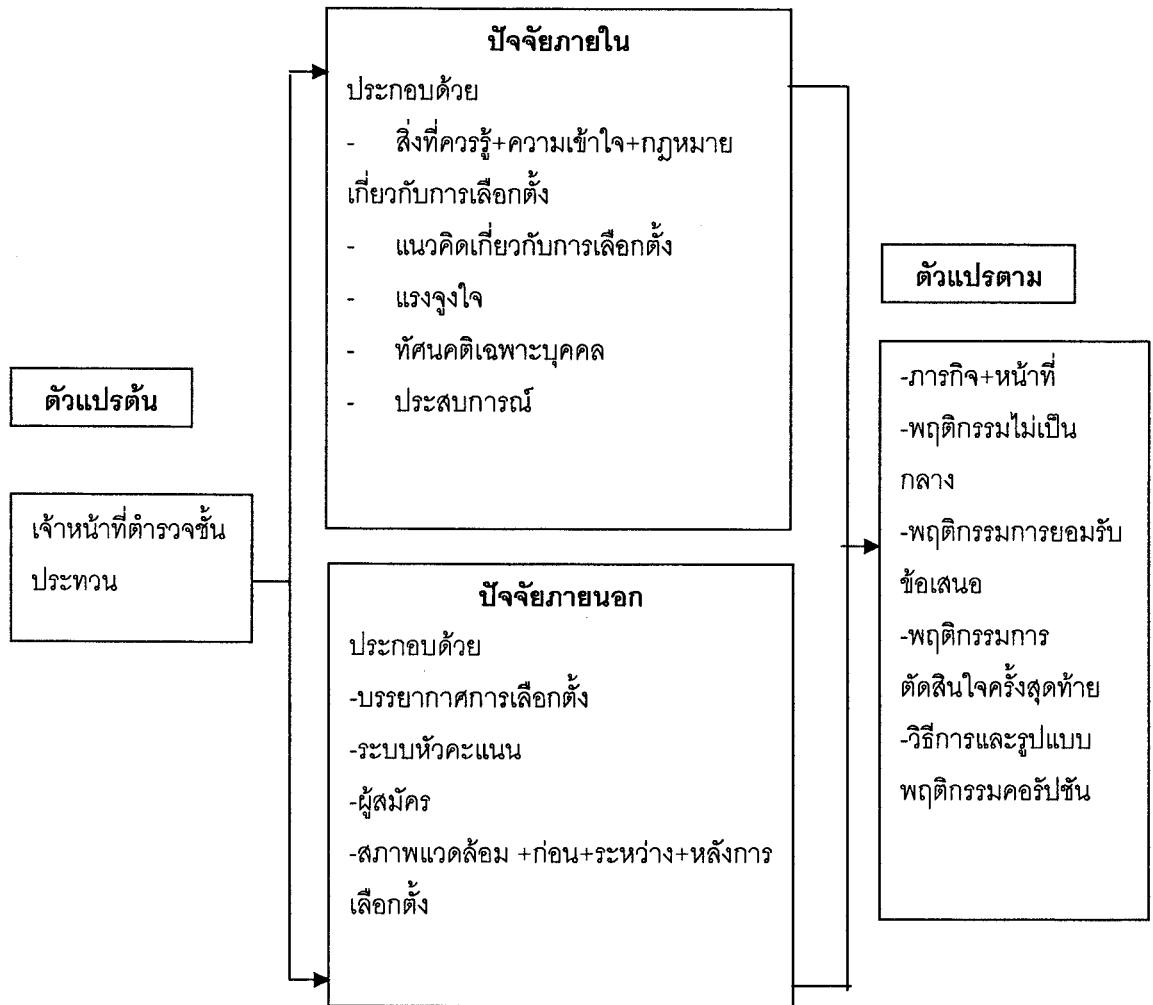 ตัวแปรต้น
เจ้าหน้าที่ตำรวจชั้น
ประทวน
ปัจจัยภายใน
ประกอบด้วย
- สิ่งที่ควรรู้+ความเข้าใจ+กฎหมาย
เกี่ยวกับการเลือกตั้ง
- แนวคิดเกี่ยวกับการเลือกตั้ง
- แรงจูงใจ
- ทัศนคติเฉพาะบุคคล
- ประสบการณ์
ปัจจัยภายนอก
ประกอบด้วย
-บรรยากาศการเลือกตั้ง
-ระบบหัวคะแนน
-ผู้สมัคร
-สภาพแวดล้อม +ก่อน+ระหว่าง+หลังการ
เลือกตั้ง
ตัวแปรตาม
-ภารกิจ+หน้าที่
-พฤติกรรมไม่เป็น
กลาง
-พฤติกรรมการยอมรับ
ข้อเสนอ
-พฤติกรรมการ
ตัดสินใจครั้งสุดท้าย
-วิธีการและรูปแบบ
พฤติกรรมคอรัปชัน